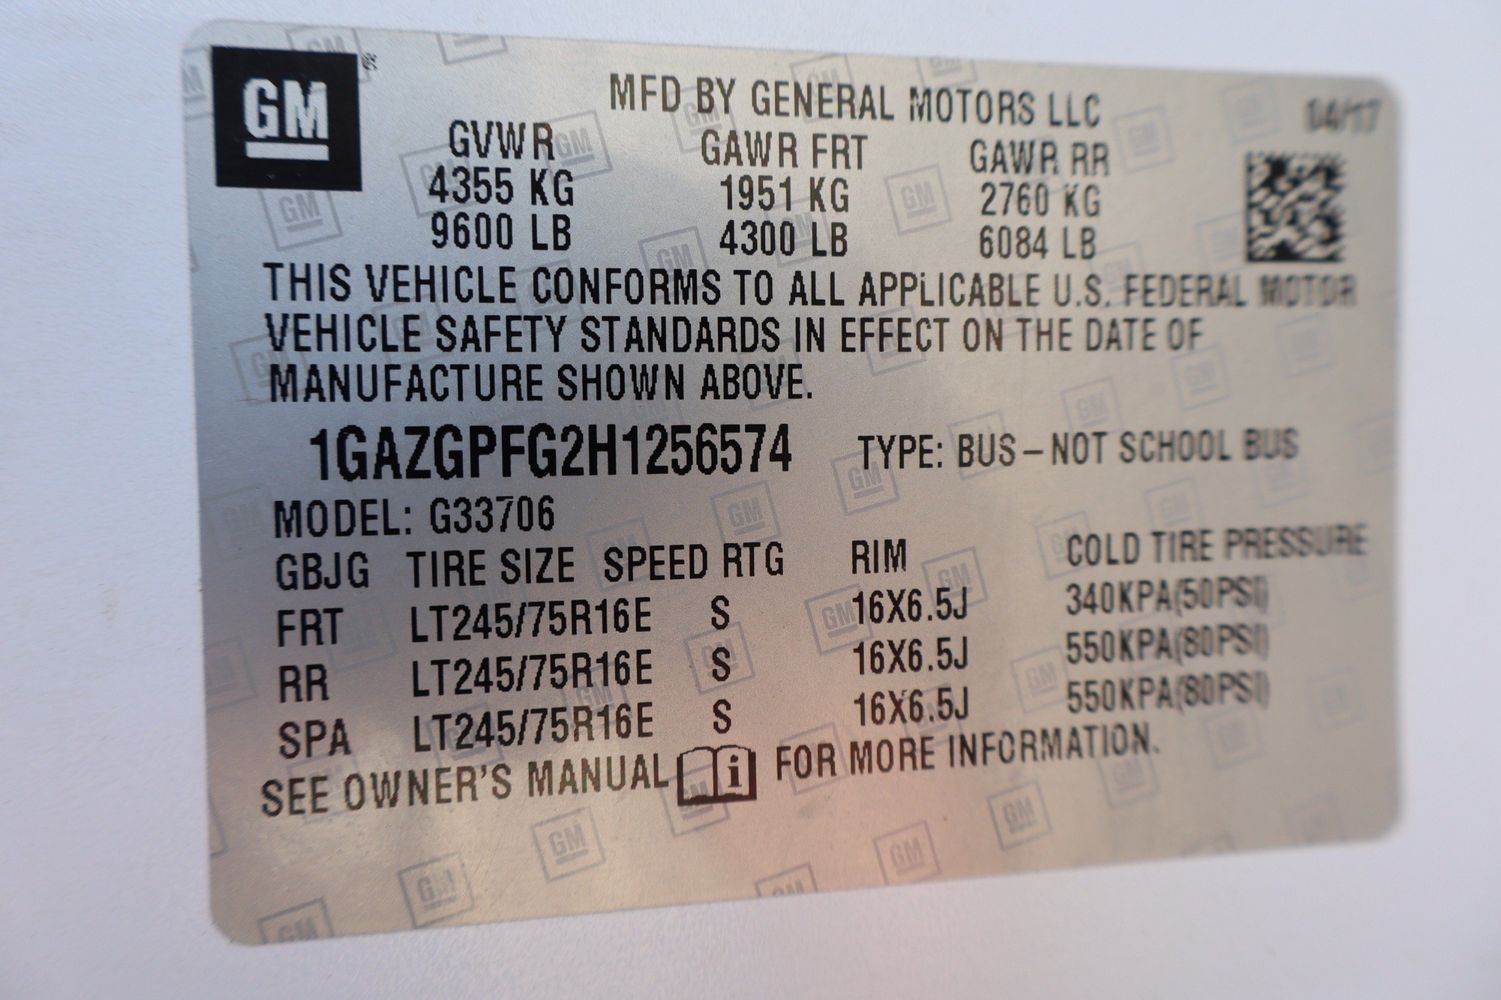 GM
MFD BY GENERAL MOTORS LLC 04/17
GVWR GAWR FRT GAWR RR
4355 KG 1951 KG 2760 KG
9600 LB 4300 LB 6084 LB
THIS VEHICLE CONFORMS TO ALL APPLICABLE U.S. FEDERAL MOTOR
VEHICLE SAFETY STANDARDS IN EFFECT ON THE DATE OF
MANUFACTURE SHOWN ABOVE.
1GAZGPFG2H1256574 TYPE: BUS – NOT SCHOOL BUS
MODEL: G33706
GBJG TIRE SIZE SPEED RTG RIM COLD TIRE PRESSURE
FRT LT245/75R16E S 16X6.5J 340KPA(50PSI)
RR LT245/75R16E S 16X6.5J 550KPA(80PSI)
SPA LT245/75R16E S 16X6.5J 550KPA(80PSI)
SEE OWNER'S MANUAL i FOR MORE INFORMATION.